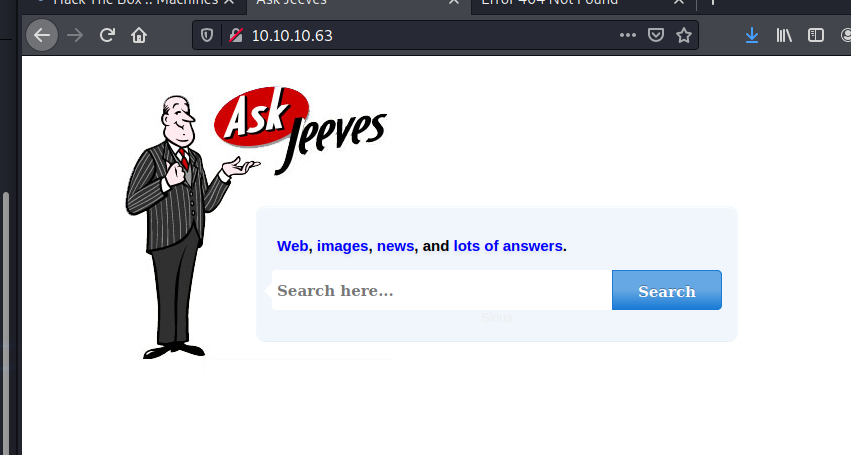 Hack The Box :: Machines
Ask Jeeves
Error 404 Not Found
10.10.10.63
Ask
Jeeves
Web, images, news, and lots of answers.
Search here...
Search